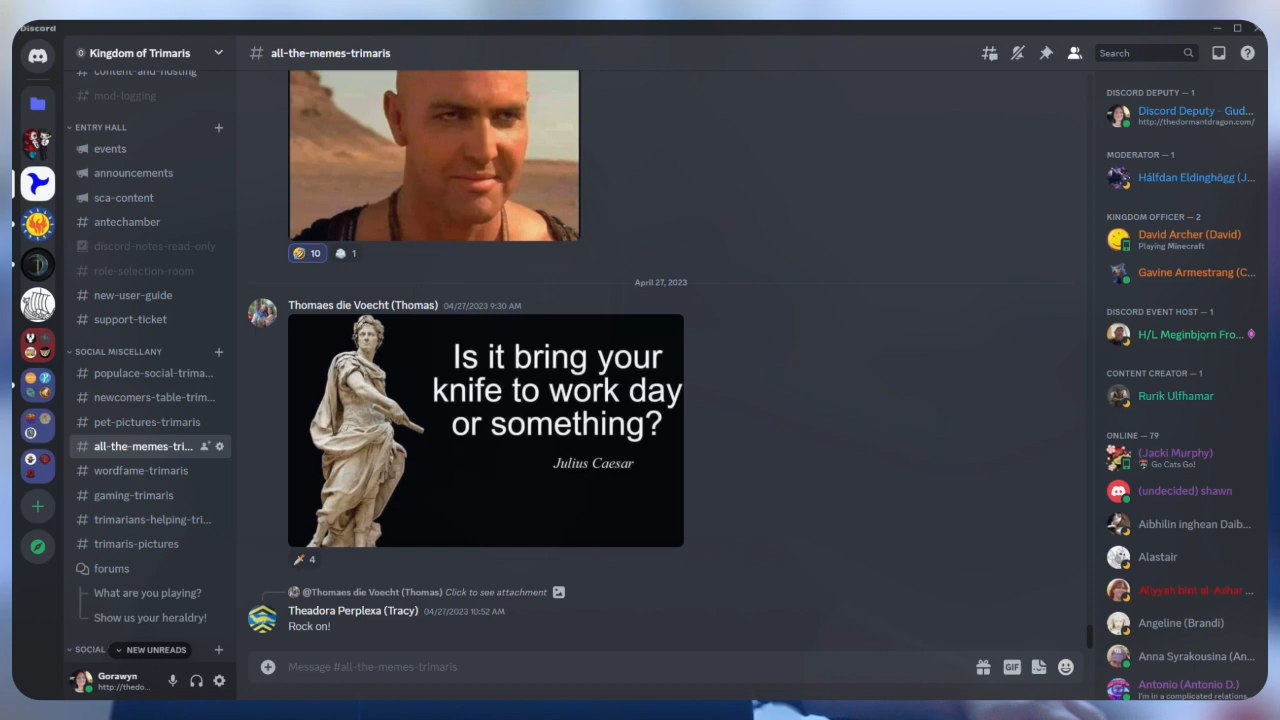 Discord
Kingdom of Trimaris
content-and-hosting
mod-logging
ENTRY HALL
events
announcements
sca-content
antechamber
discord-notes-read-only
role-selection-room
new-user-guide
support-ticket
SOCIAL MISCELLANY
populace-social-trima...
newcomers-table-trim...
pet-pictures-trimaris
all-the-memes-tri...
wordfame-trimaris
gaming-trimaris
trimarians-helping-tri...
trimaris-pictures
forums
What are you playing?
Show us your heraldry!
SOCIAL
NEW UNREADS
Gorawyn
http://thedo...
# all-the-memes-trimaris
Search
10
1
April 27, 2023
Thomaes die Voecht (Thomas) 04/27/2023 9:30 AM
Is it bring your
knife to work day
or something?
Julius Caesar
4
@Thomaes die Voecht (Thomas) Click to see attachment
Theadora Perplexa (Tracy) 04/27/2023 10:52 AM
Rock on!
Message #all-the-memes-trimaris
GIF
DISCORD DEPUTY — 1
Discord Deputy - Gud...
http://thedormantdragon.com/
MODERATOR — 1
Hálfdan Eldinghögg (J...
KINGDOM OFFICER — 2
David Archer (David)
Playing Minecraft
Gavine Armestrang (C...
DISCORD EVENT HOST — 1
H/L Meginbjǫrn Fro...
CONTENT CREATOR — 1
Rurik Ulfhamar
ONLINE — 79
(Jacki Murphy)
Go Cats Go!
(undecided) shawn
Aibhilin inghean Daib...
Alastair
Aliyyah bint al-Azhar ...
Angeline (Brandi)
Anna Syrakousina (An...
Antonio (Antonio D.)
I'm in a complicated relations...